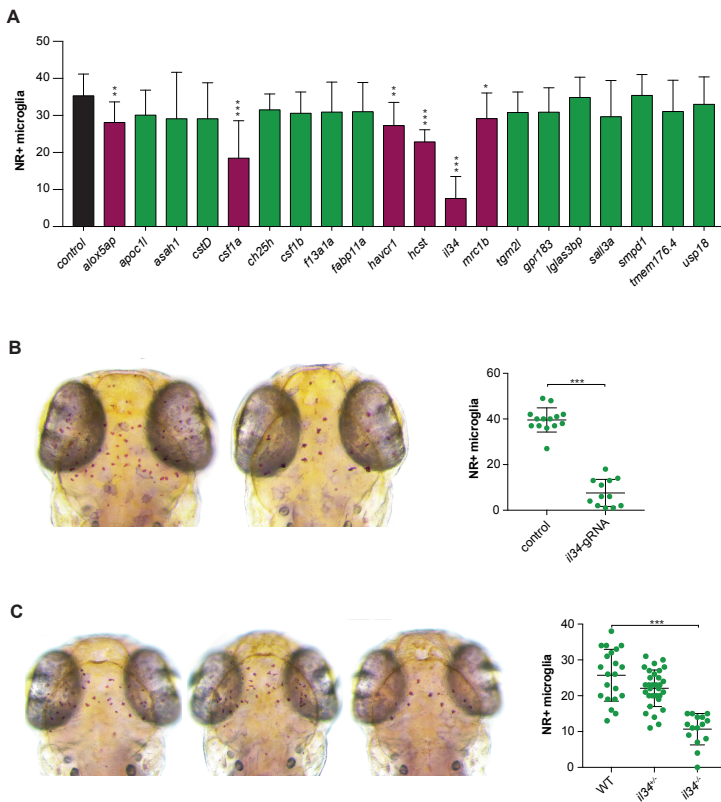 A
50
40
30
20
10
0
NR+ microglia
** *** ** *** *** *
control alox5ap apoc1l asah1 cstD csf1a ch25h csf1b f13a1a fabp11a havcr1 hcst il34 mrc1b tgm2l gpr183 lglas3bp sall3a smpd1 tmem176.4 usp18
B
60
40
20
0
NR+ microglia
***
control il34-gRNA
C
40
30
20
10
0
NR+ microglia
***
WT il34+/- il34-/-